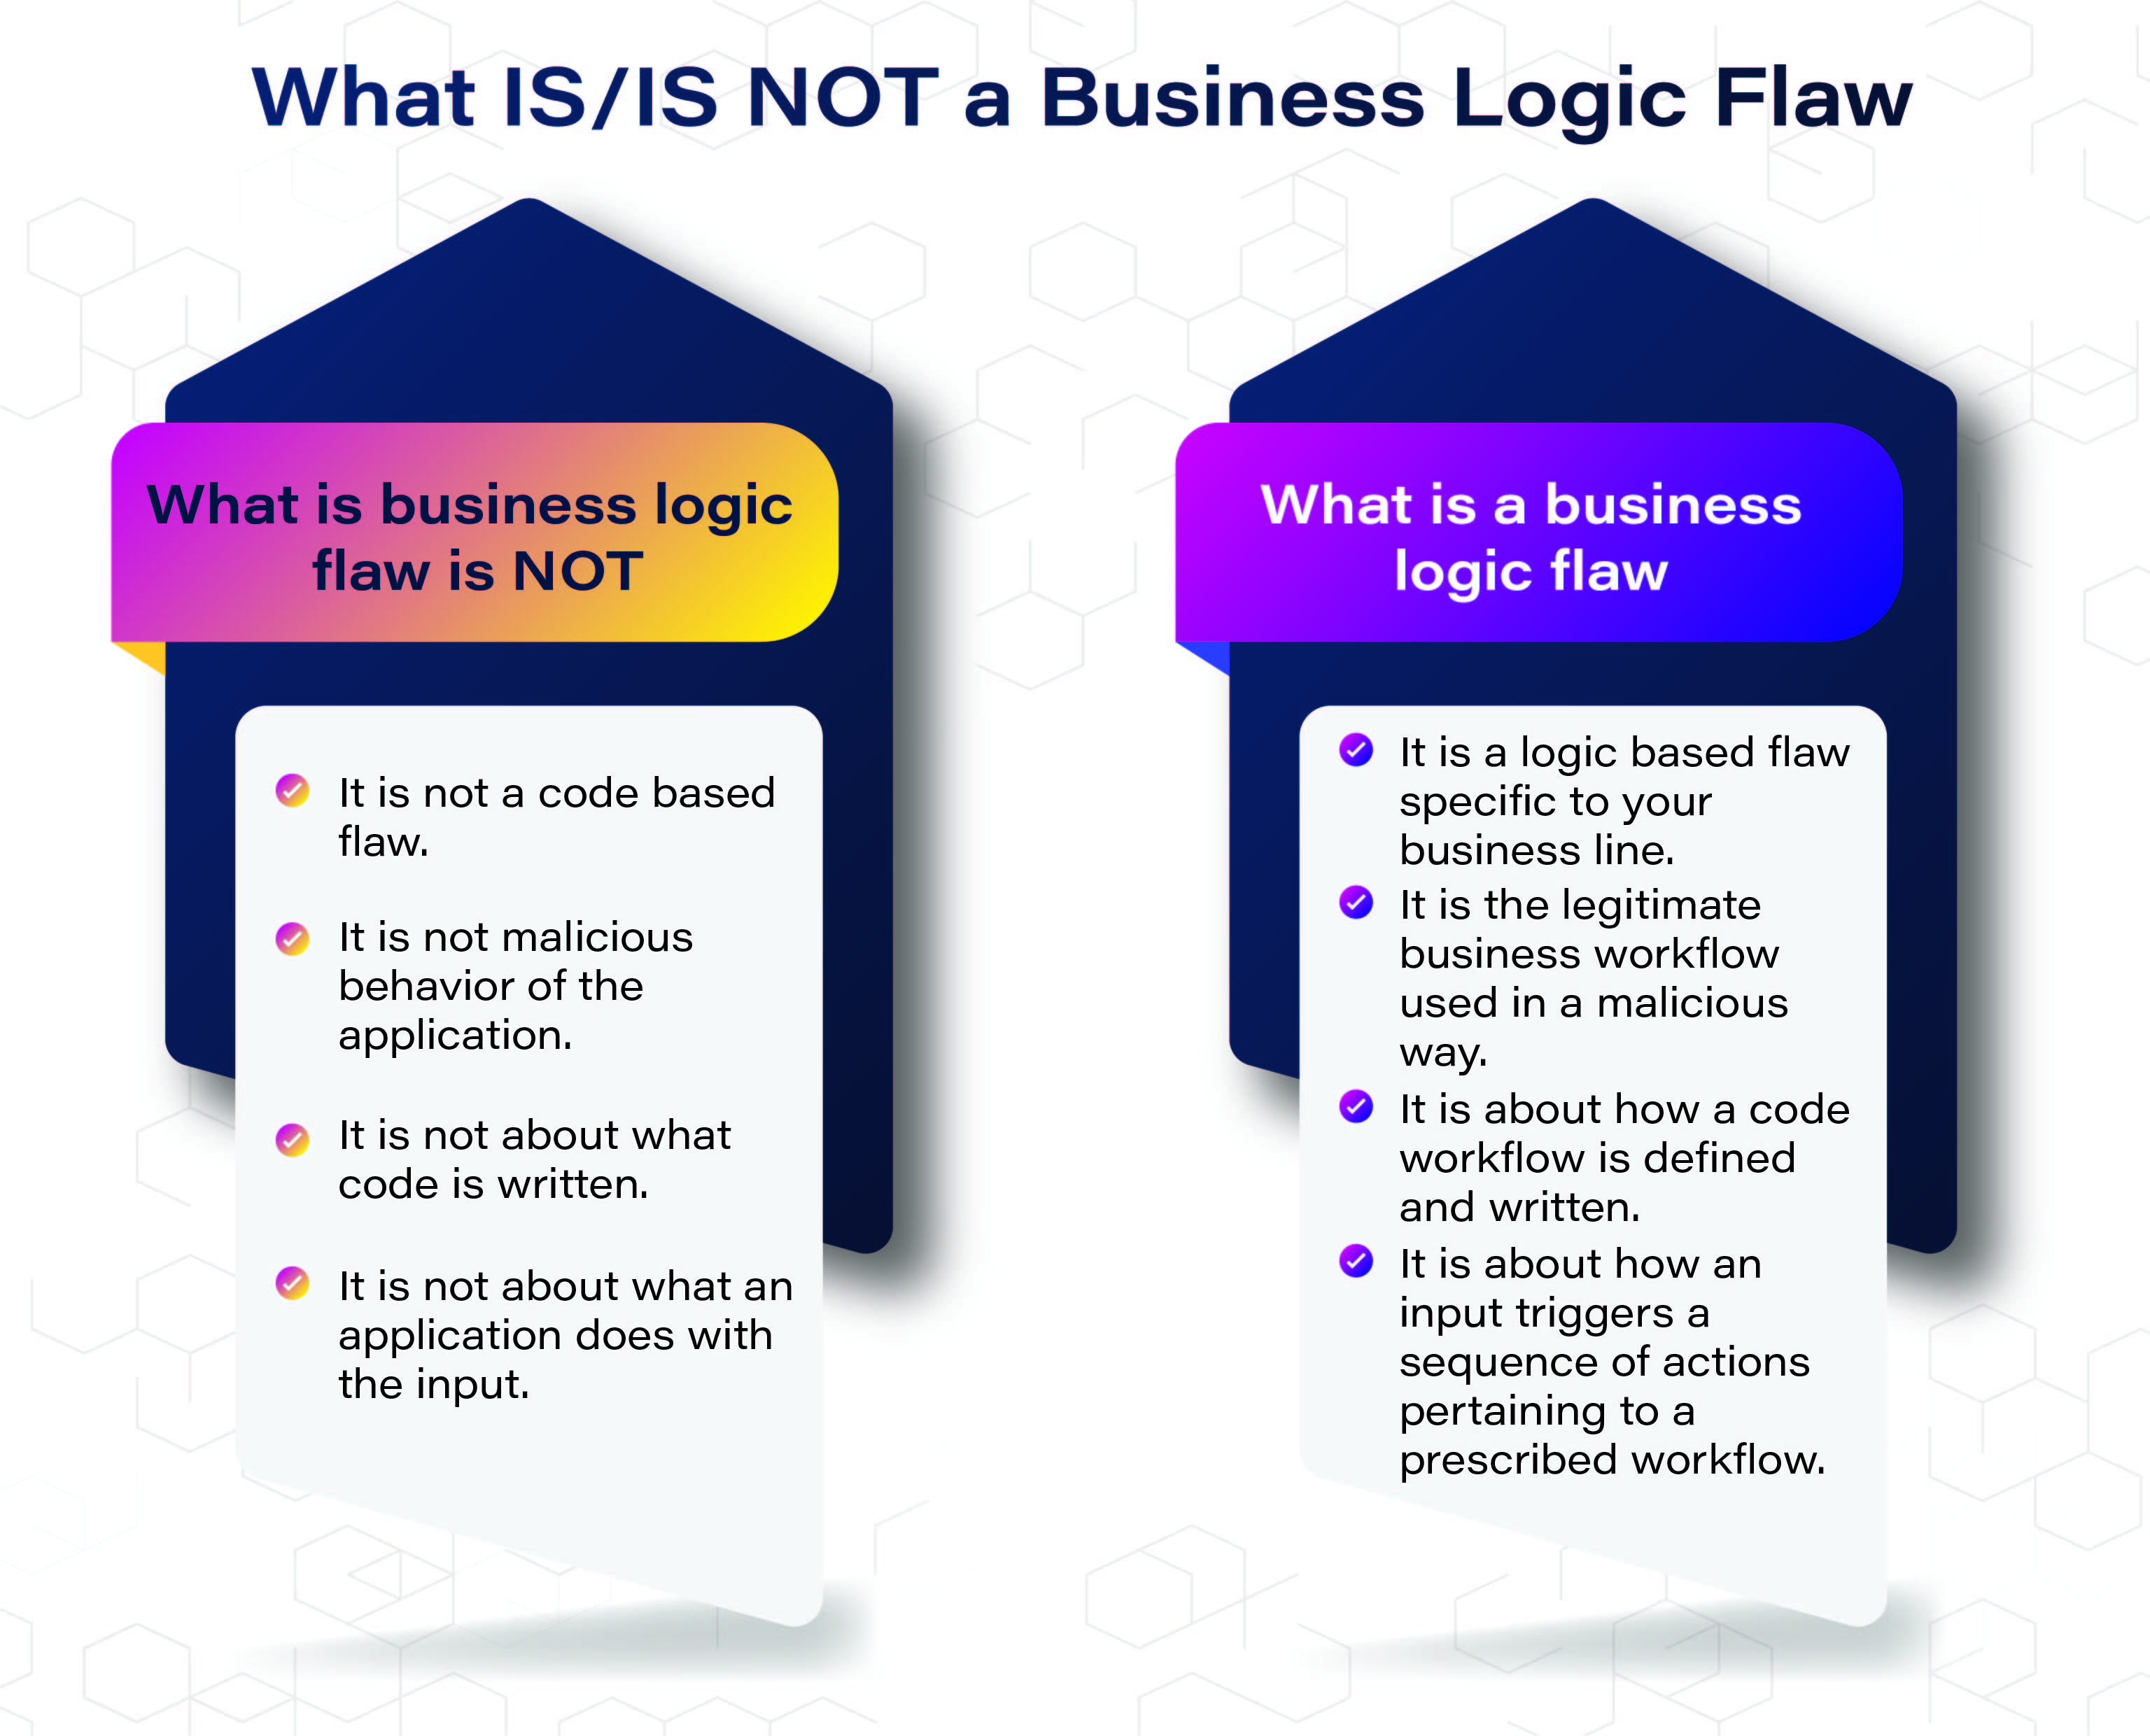 What IS/IS NOT a Business Logic Flaw
What is business logic
flaw is NOT
It is not a code based
flaw.
It is not malicious
behavior of the
application.
It is not about what
code is written.
It is not about what an
application does with
the input.
What is a business
logic flaw
It is a logic based flaw
specific to your
business line.
It is the legitimate
business workflow
used in a malicious
way.
It is about how a code
workflow is defined
and written.
It is about how an
input triggers a
sequence of actions
pertaining to a
prescribed workflow.